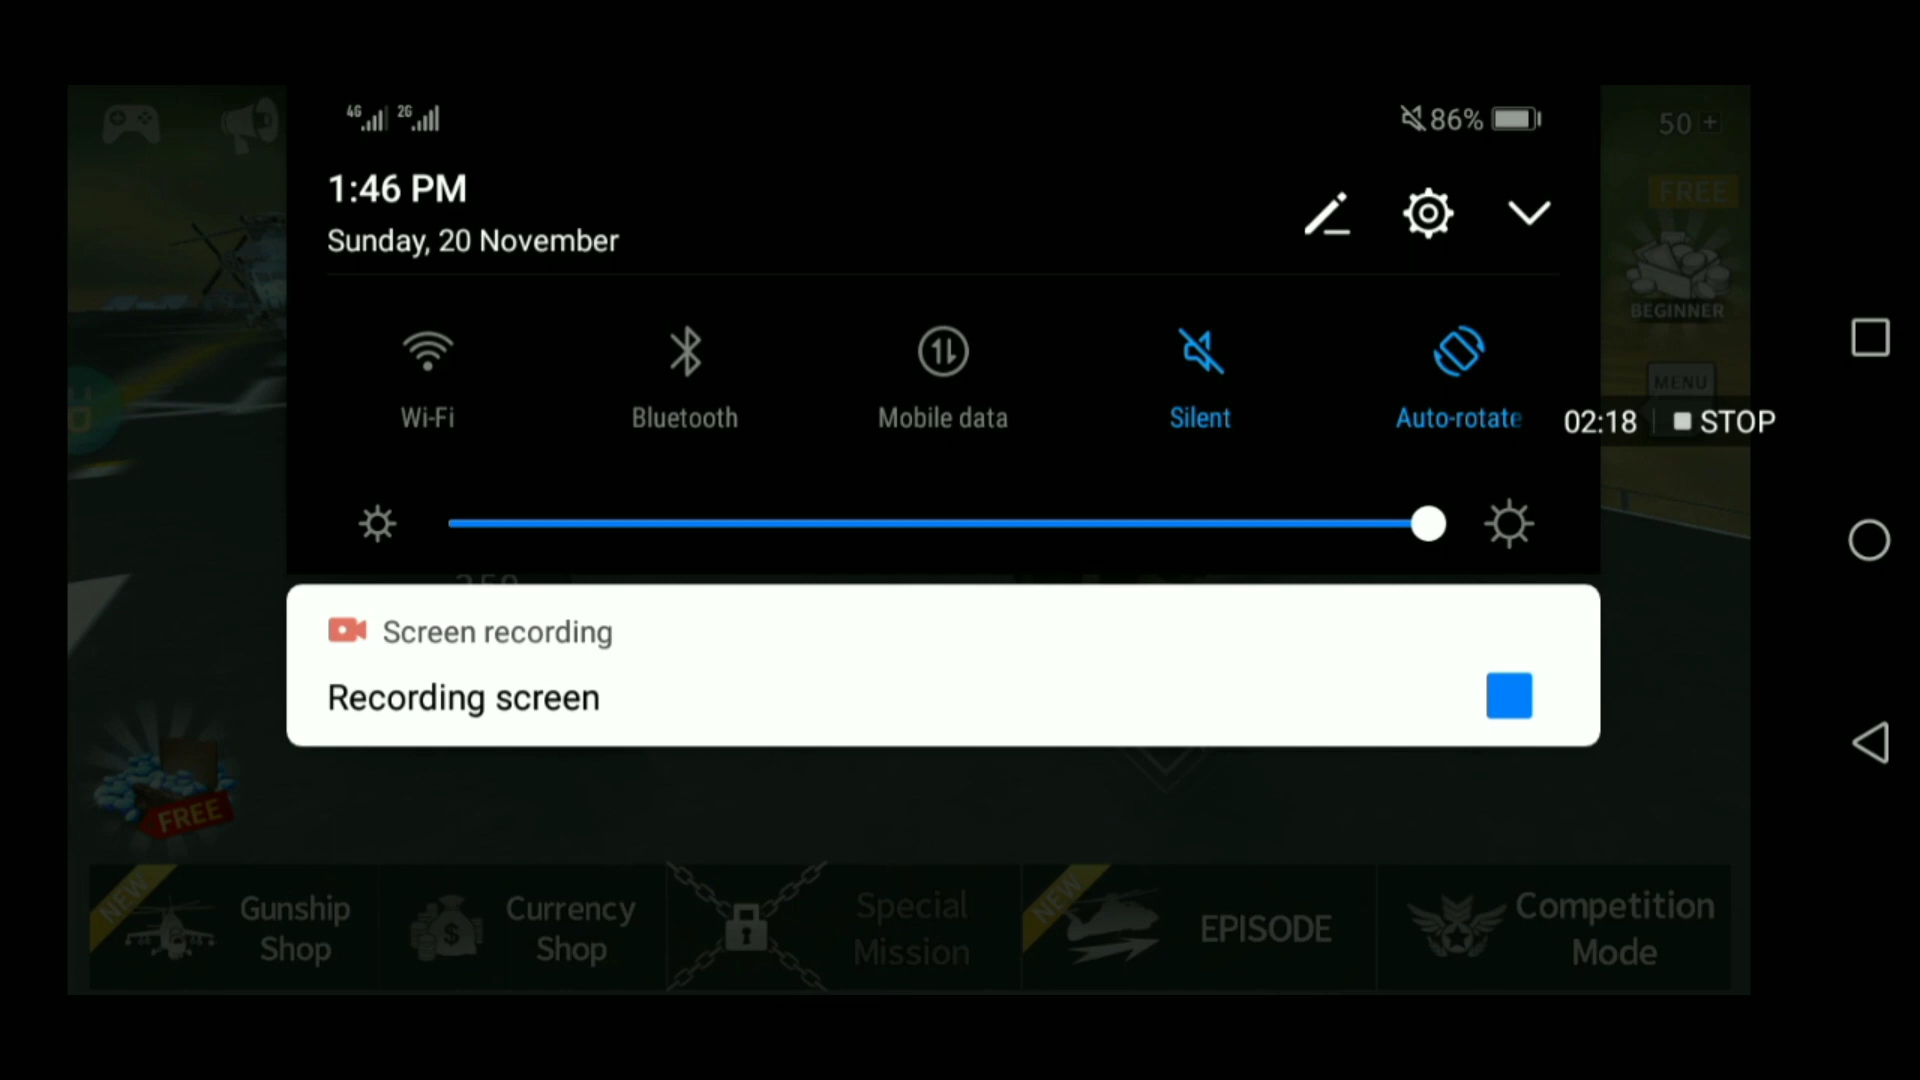 4G 2G 86%
50
1:46 PM
Sunday, 20 November
FREE
BEGINNER
Wi-Fi
Bluetooth
Mobile data
Silent
Auto-rotate
MENU
02:18 STOP
Screen recording
Recording screen
FREE
NEW
Gunship
Shop
Currency
Shop
Special
Mission
NEW
EPISODE
Competition
Mode